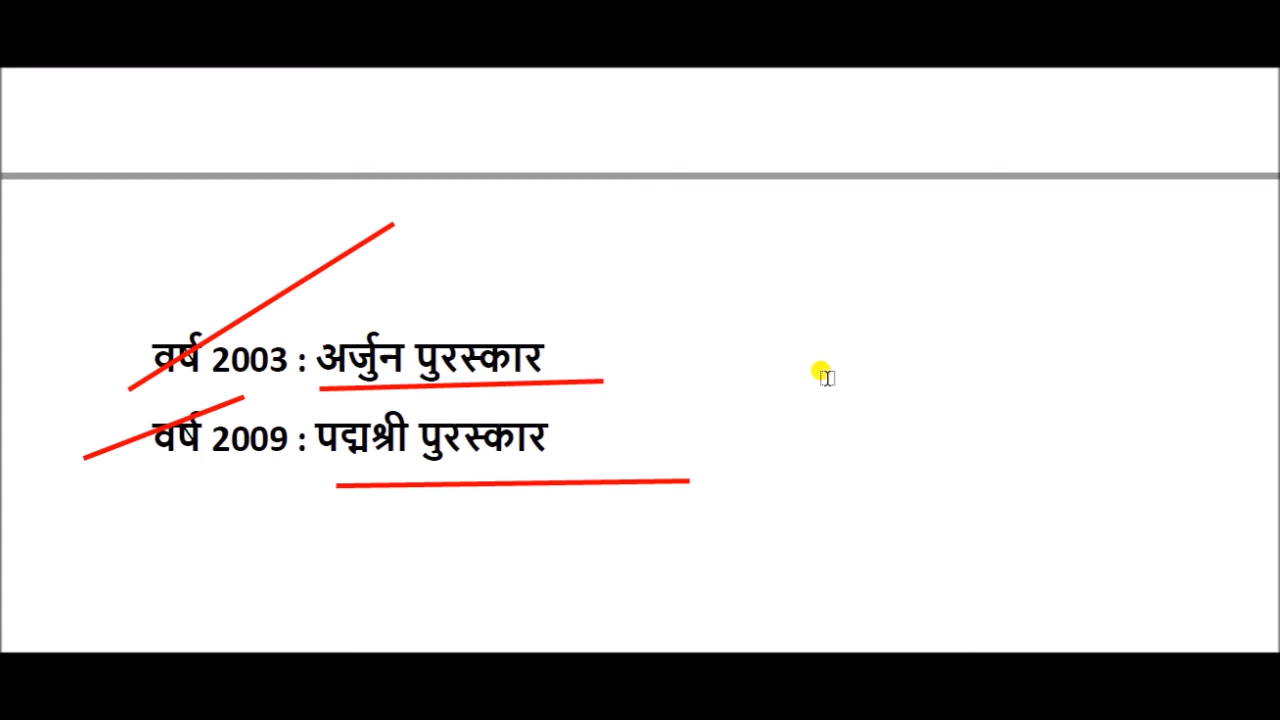 वर्ष 2003 : अर्जुन पुरस्कार
वर्ष 2009 : पद्मश्री पुरस्कार